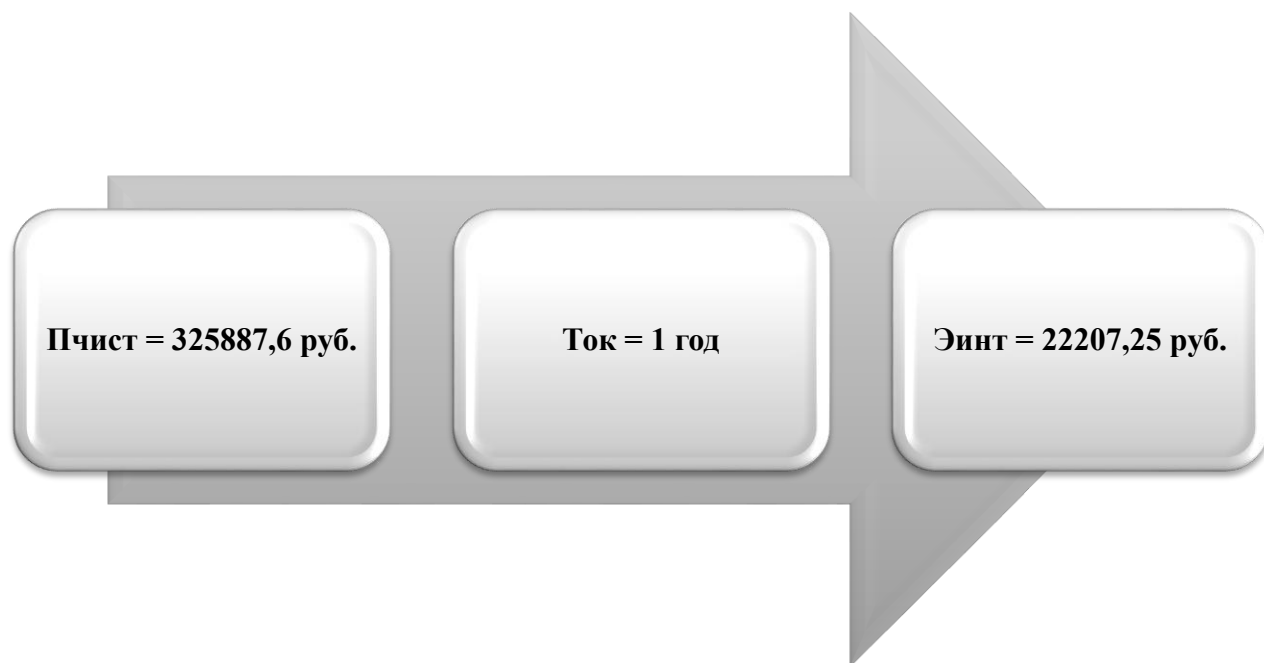 Пчист = 325887,6 руб.
Ток = 1 год
Эинт = 22207,25 руб.